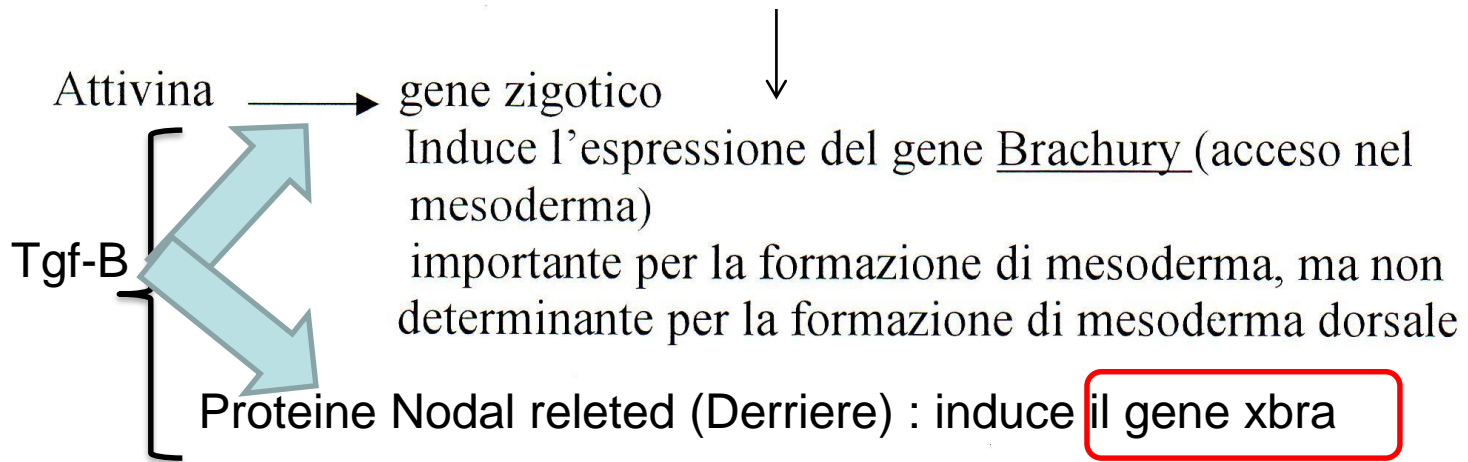 Attivina gene zigotico
Induce l’espressione del gene Brachury (acceso nel
mesoderma)
Tgf-B
importante per la formazione di mesoderma, ma non
determinante per la formazione di mesoderma dorsale
Proteine Nodal releted (Derriere) : induce il gene xbra